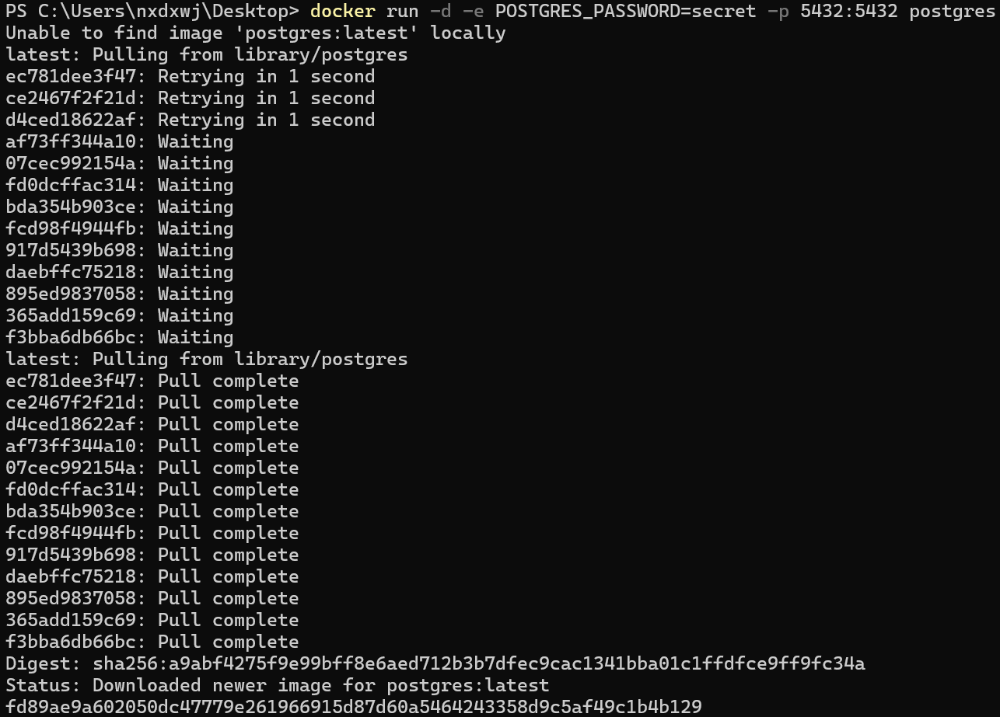 PS C:\Users\nxdxwj\Desktop> docker run -d -e POSTGRES_PASSWORD=secret -p 5432:5432 postgres
Unable to find image 'postgres:latest' locally
latest: Pulling from library/postgres
ec781dee3f47: Retrying in 1 second
ce2467f2f21d: Retrying in 1 second
d4ced18622af: Retrying in 1 second
af73ff344a10: Waiting
07cec992154a: Waiting
fd0dcffac314: Waiting
bda354b903ce: Waiting
fcd98f4944fb: Waiting
917d5439b698: Waiting
daebffc75218: Waiting
895ed9837058: Waiting
365add159c69: Waiting
f3bba6db66bc: Waiting
latest: Pulling from library/postgres
ec781dee3f47: Pull complete
ce2467f2f21d: Pull complete
d4ced18622af: Pull complete
af73ff344a10: Pull complete
07cec992154a: Pull complete
fd0dcffac314: Pull complete
bda354b903ce: Pull complete
fcd98f4944fb: Pull complete
917d5439b698: Pull complete
daebffc75218: Pull complete
895ed9837058: Pull complete
365add159c69: Pull complete
f3bba6db66bc: Pull complete
Digest: sha256:a9abf4275f9e99bff8e6aed712b3b7dfec9cac1341bba01c1ffdfce9ff9fc34a
Status: Downloaded newer image for postgres:latest
fd89ae9a602050dc47779e261966915d87d60a5464243358d9c5af49c1b4b129